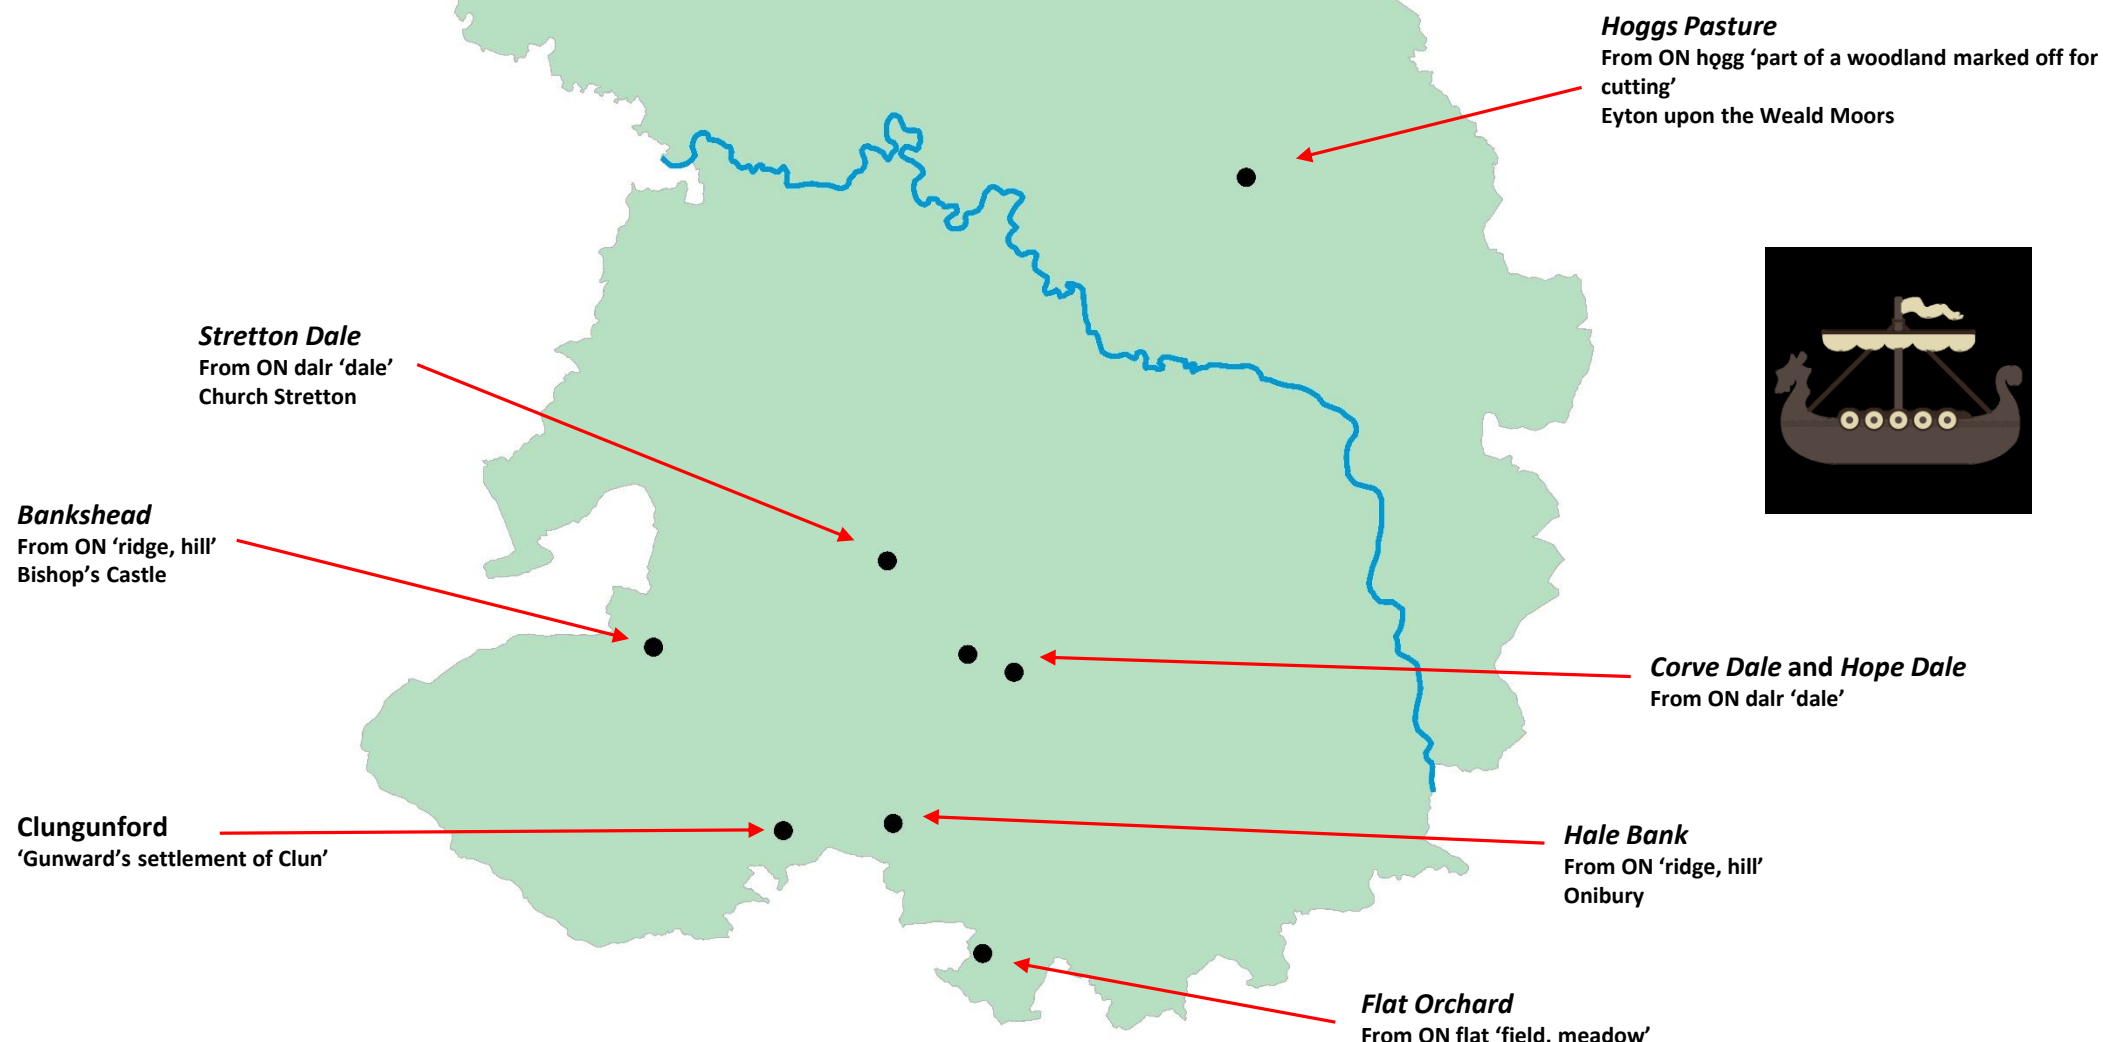 Hoggs Pasture
From ON hǫgg ‘part of a woodland marked off for
cutting’
Eyton upon the Weald Moors
Stretton Dale
From ON dalr ‘dale’
Church Stretton
Bankshead
From ON ‘ridge, hill’
Bishop’s Castle
Corve Dale and Hope Dale
From ON dalr ‘dale’
Clungunford
‘Gunward’s settlement of Clun’
Hale Bank
From ON ‘ridge, hill’
Onibury
Flat Orchard
From ON flat ‘field, meadow’